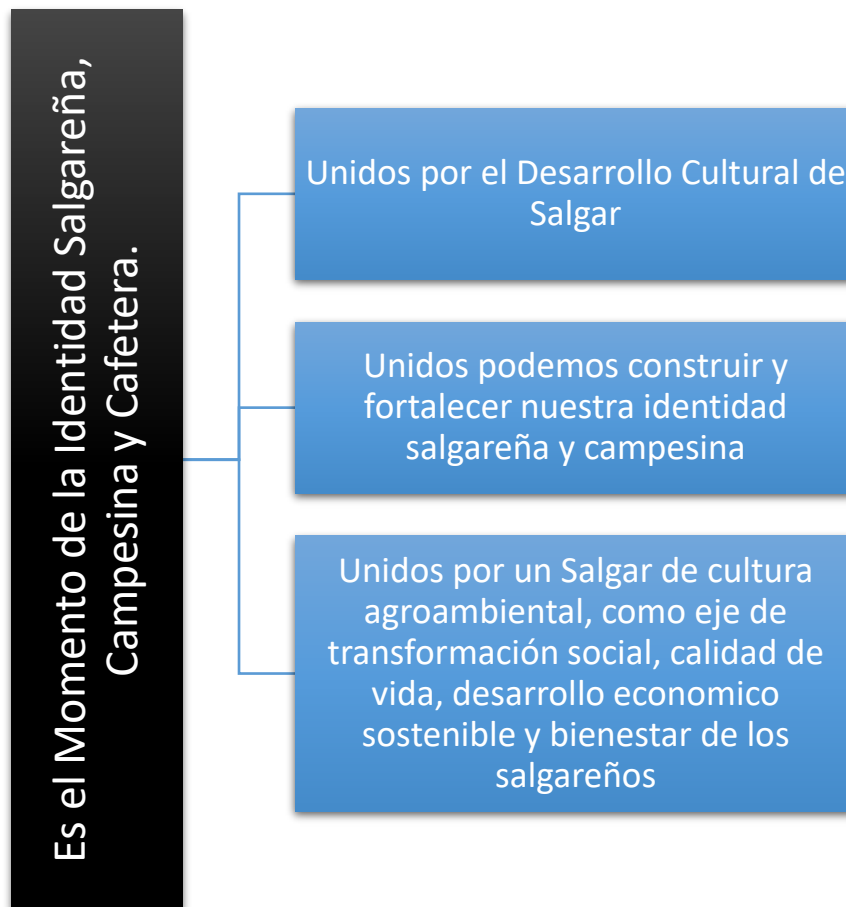 Es el Momento de la Identidad Salgareña,
Campesina y Cafetera.
Unidos por el Desarrollo Cultural de
Salgar
Unidos podemos construir y
fortalecer nuestra identidad
salgareña y campesina
Unidos por un Salgar de cultura
agroambiental, como eje de
transformación social, calidad de
vida, desarrollo economico
sostenible y bienestar de los
salgareños